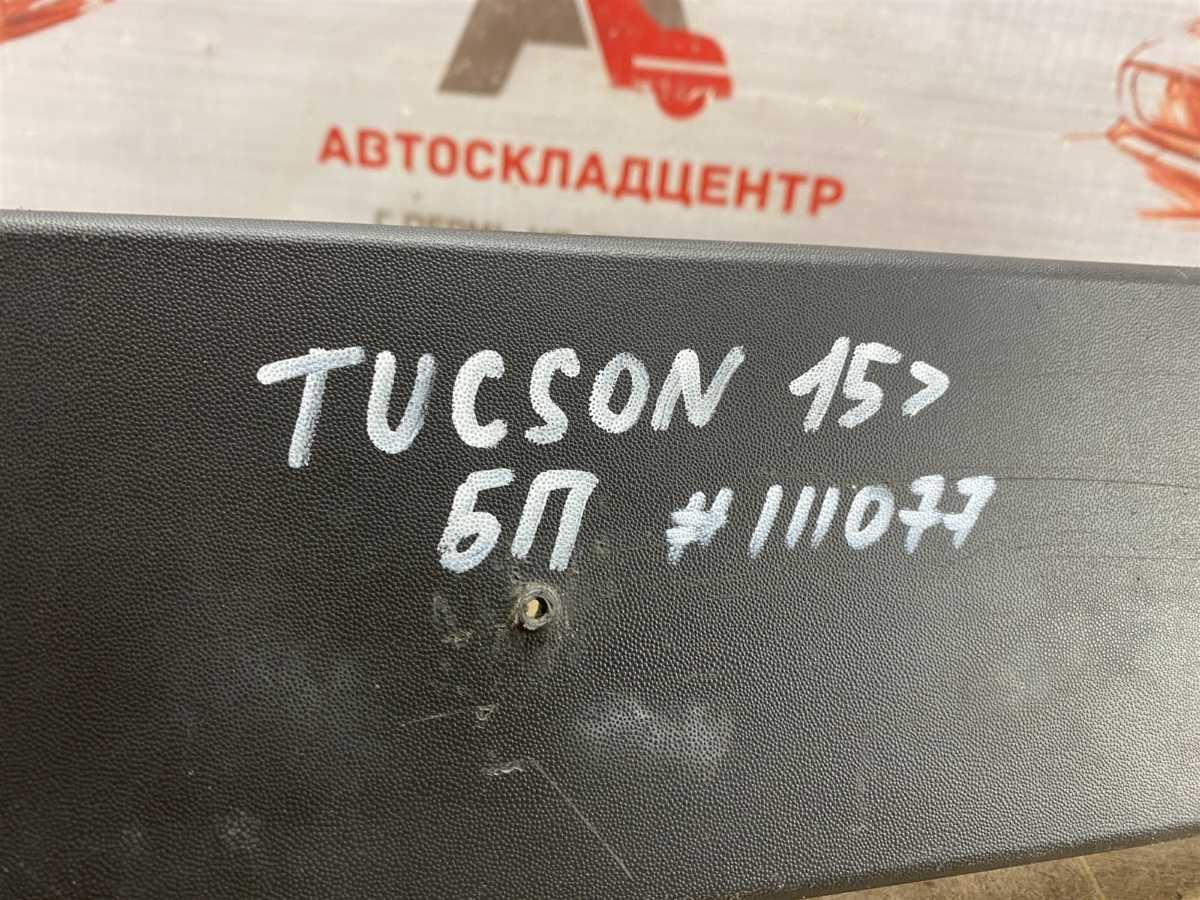 АВТОСКЛАДЦЕНТР
TUCSON 15>
БП #111077